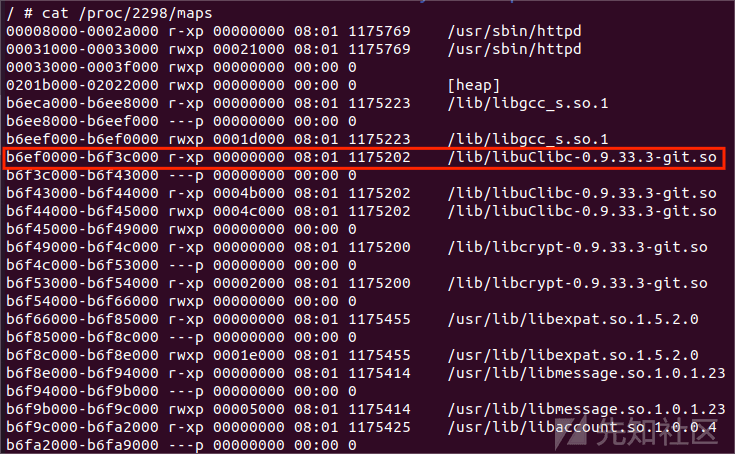 / # cat /proc/2298/maps
00008000-0002a000 r-xp 00000000 08:01 1175769 /usr/sbin/httpd
00031000-00033000 rwxp 00021000 08:01 1175769 /usr/sbin/httpd
00033000-0003f000 rwxp 00000000 00:00 0
0201b000-02022000 rwxp 00000000 00:00 0 [heap]
b6eca000-b6ee8000 r-xp 00000000 08:01 1175223 /lib/libgcc_s.so.1
b6ee8000-b6eef000 ---p 00000000 00:00 0
b6eef000-b6ef0000 rwxp 0001d000 08:01 1175223 /lib/libgcc_s.so.1
b6ef0000-b6f3c000 r-xp 00000000 08:01 1175202 /lib/libuClibc-0.9.33.3-git.so
b6f3c000-b6f43000 ---p 00000000 00:00 0
b6f43000-b6f44000 r-xp 0004b000 08:01 1175202 /lib/libuClibc-0.9.33.3-git.so
b6f44000-b6f45000 rwxp 0004c000 08:01 1175202 /lib/libuClibc-0.9.33.3-git.so
b6f45000-b6f49000 rwxp 00000000 00:00 0
b6f49000-b6f4c000 r-xp 00000000 08:01 1175200 /lib/libcrypt-0.9.33.3-git.so
b6f4c000-b6f53000 ---p 00000000 00:00 0
b6f53000-b6f54000 r-xp 00002000 08:01 1175200 /lib/libcrypt-0.9.33.3-git.so
b6f54000-b6f66000 rwxp 00000000 00:00 0
b6f66000-b6f85000 r-xp 00000000 08:01 1175455 /usr/lib/libexpat.so.1.5.2.0
b6f85000-b6f8c000 ---p 00000000 00:00 0
b6f8c000-b6f8e000 rwxp 0001e000 08:01 1175455 /usr/lib/libexpat.so.1.5.2.0
b6f8e000-b6f94000 r-xp 00000000 08:01 1175414 /usr/lib/libmessage.so.1.0.1.23
b6f94000-b6f9b000 ---p 00000000 00:00 0
b6f9b000-b6f9c000 rwxp 00005000 08:01 1175414 /usr/lib/libmessage.so.1.0.1.23
b6f9c000-b6fa2000 r-xp 00000000 08:01 1175425 /usr/lib/libaccount.so.1.0.0.4
b6fa2000-b6fa9000 ---p 00000000 00:00 0
先知社区